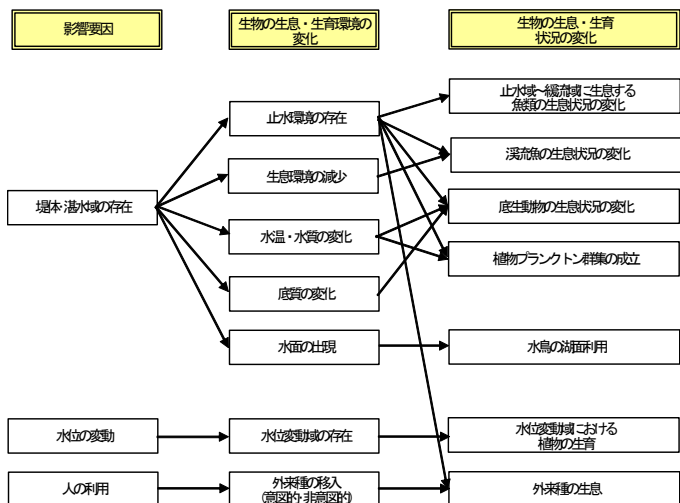 影響要因
生物の生息・生育環境の
変化
生物の生息・生育
状況の変化
堤体・湛水域の存在
水位の変動
人の利用
止水環境の存在
生息環境の減少
水温・水質の変化
底質の変化
水面の出現
水位変動域の存在
外来種の移入
(意図的・非意図的)
止水域～緩流域に生息する
魚類の生息状況の変化
渓流魚の生息状況の変化
底生動物の生息状況の変化
植物プランクトン群集の成立
水鳥の湖面利用
水位変動域における
植物の生育
外来種の生息